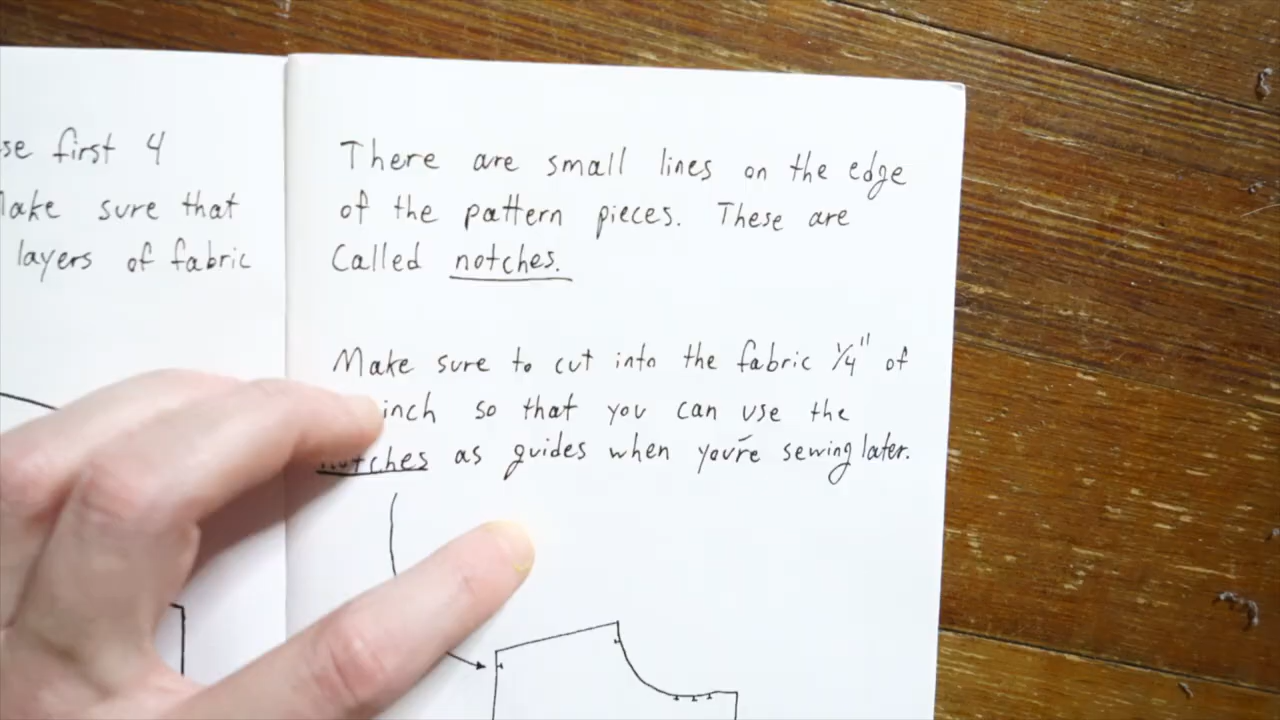 se first 4
Make sure that
layers of fabric
There are small lines on the edge
of the pattern pieces. These are
Called notches.
Make sure to cut into the fabric 1/4" of
inch so that you can use the
notches as guides when you're sewing later.